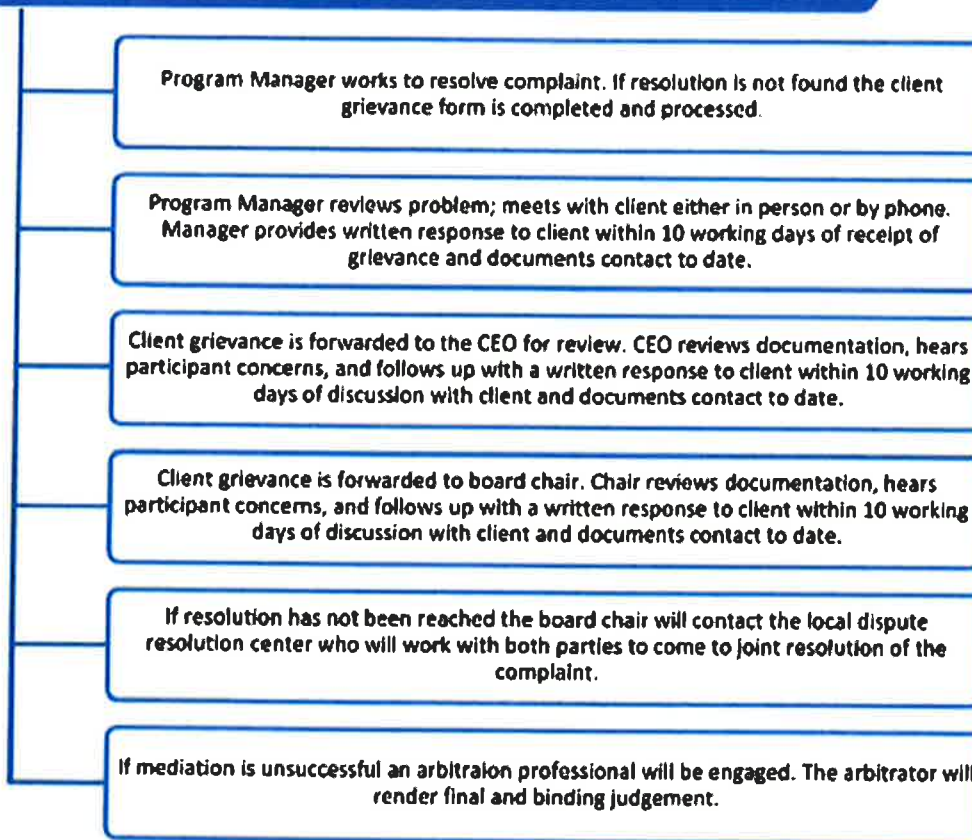 Program Manager works to resolve complaint. If resolution is not found the client
grievance form is completed and processed.
Program Manager reviews problem; meets with client either in person or by phone.
Manager provides written response to client within 10 working days of receipt of
grievance and documents contact to date.
Client grievance is forwarded to the CEO for review. CEO reviews documentation, hears
participant concerns, and follows up with a written response to client within 10 working
days of discussion with client and documents contact to date.
Client grievance is forwarded to board chair. Chair reviews documentation, hears
participant concerns, and follows up with a written response to client within 10 working
days of discussion with client and documents contact to date.
If resolution has not been reached the board chair will contact the local dispute
resolution center who will work with both parties to come to joint resolution of the
complaint.
If mediation is unsuccessful an arbitraion professional will be engaged. The arbitrator will
render final and binding judgement.